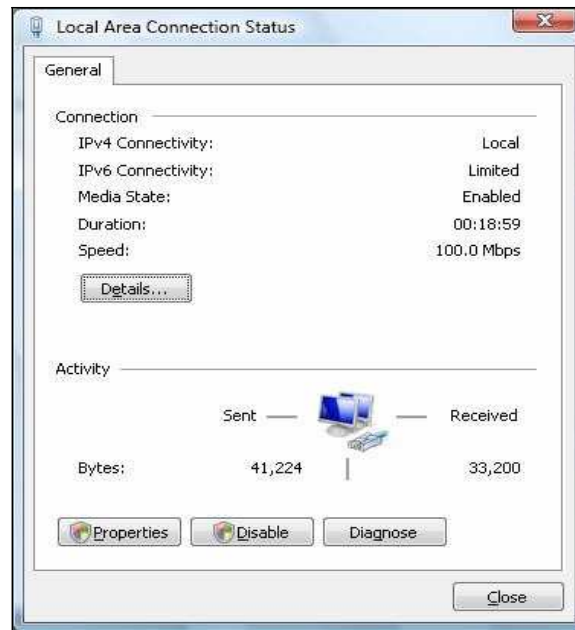 Local Area Connection Status
General
Connection
IPv4 Connectivity: Local
IPv6 Connectivity: Limited
Media State: Enabled
Duration: 00:18:59
Speed: 100.0 Mbps
Details...
Activity
Sent Received
Bytes: 41,224 33,200
Properties Disable Diagnose
Close